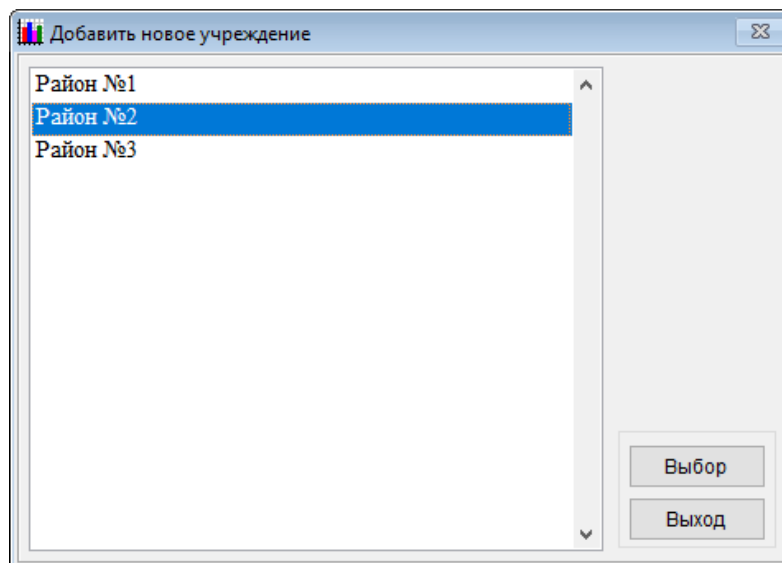 Добавить новое учреждение
Район №1
Район №2
Район №3
Выбор
Выход